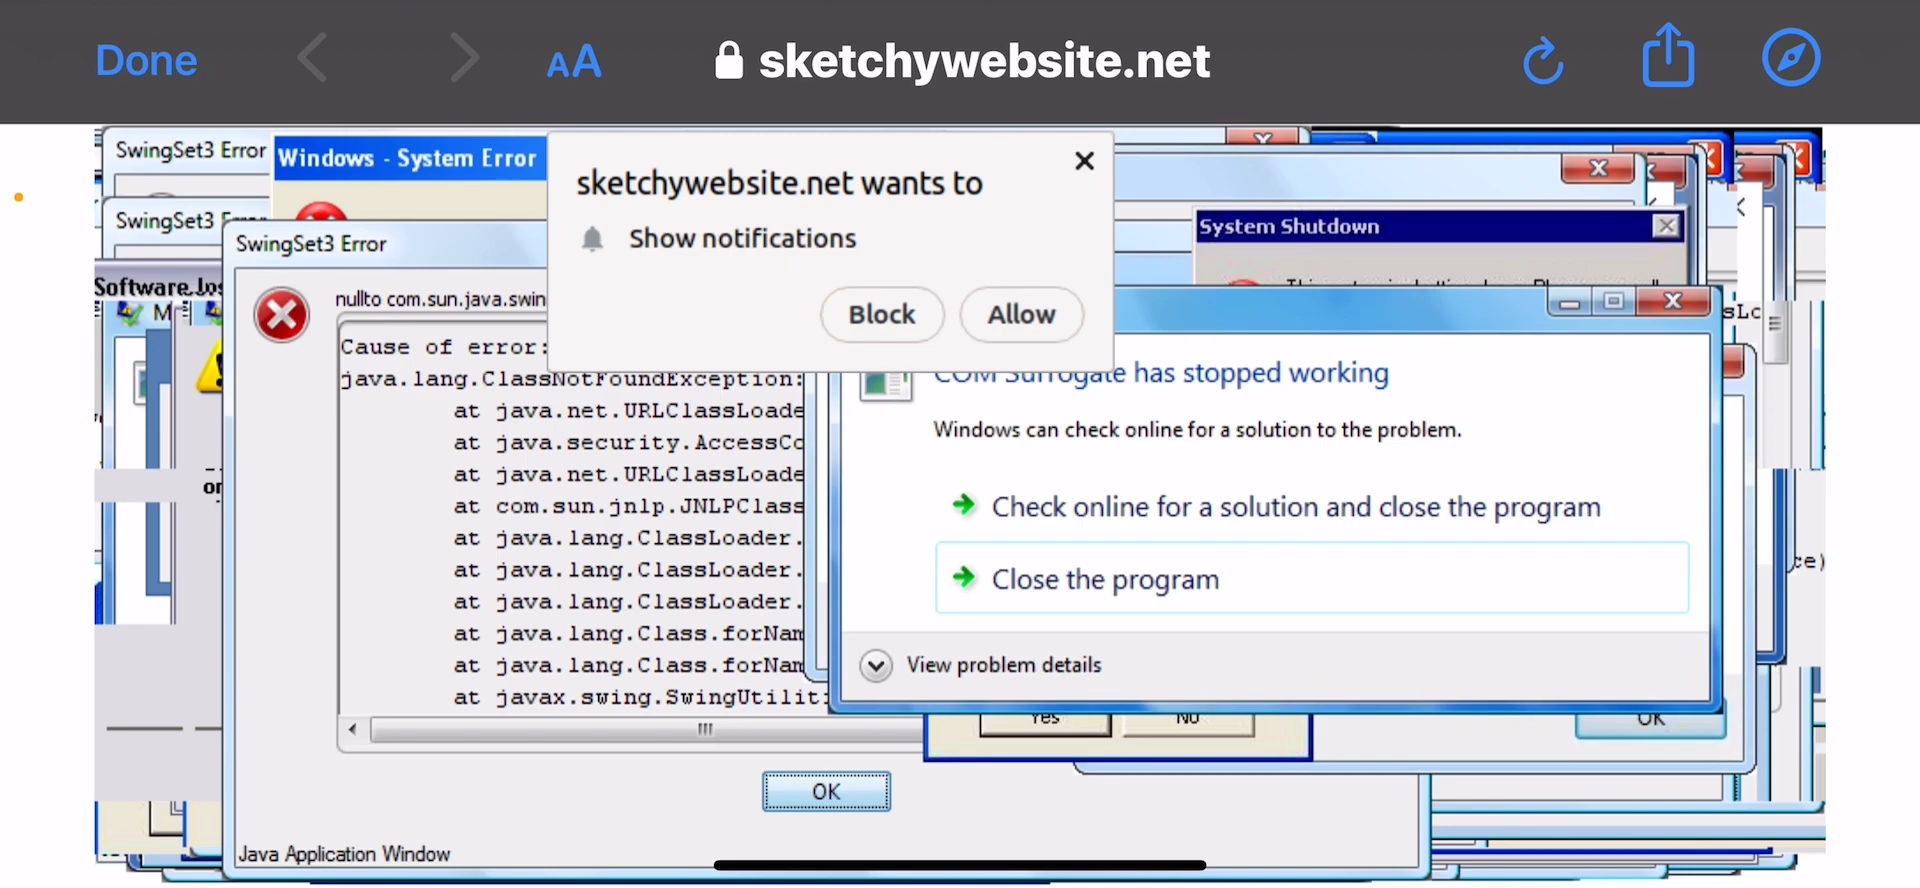 Done
AA
sketchywebsite.net
SwingSet3 Error
Windows - System Error
sketchywebsite.net wants to
Show notifications
Block
Allow
SwingSet3
SwingSet3 Error
System Shutdown
Software
nullto com.sun.java.swin
Cause of error:
java.lang.ClassNotFoundException:
at java.net.URLClassLoade
at java.security.AccessCo
at java.net.URLClassLoade
at com.sun.jnlp.JNLPClass
at java.lang.ClassLoader.
at java.lang.ClassLoader.
at java.lang.ClassLoader.
at java.lang.Class.forNam
at java.lang.Class.forNam
at javax.swing.SwingUtiliti
COM Surrogate has stopped working
Windows can check online for a solution to the problem.
Check online for a solution and close the program
Close the program
View problem details
Yes
No
OK
OK
Java Application Window